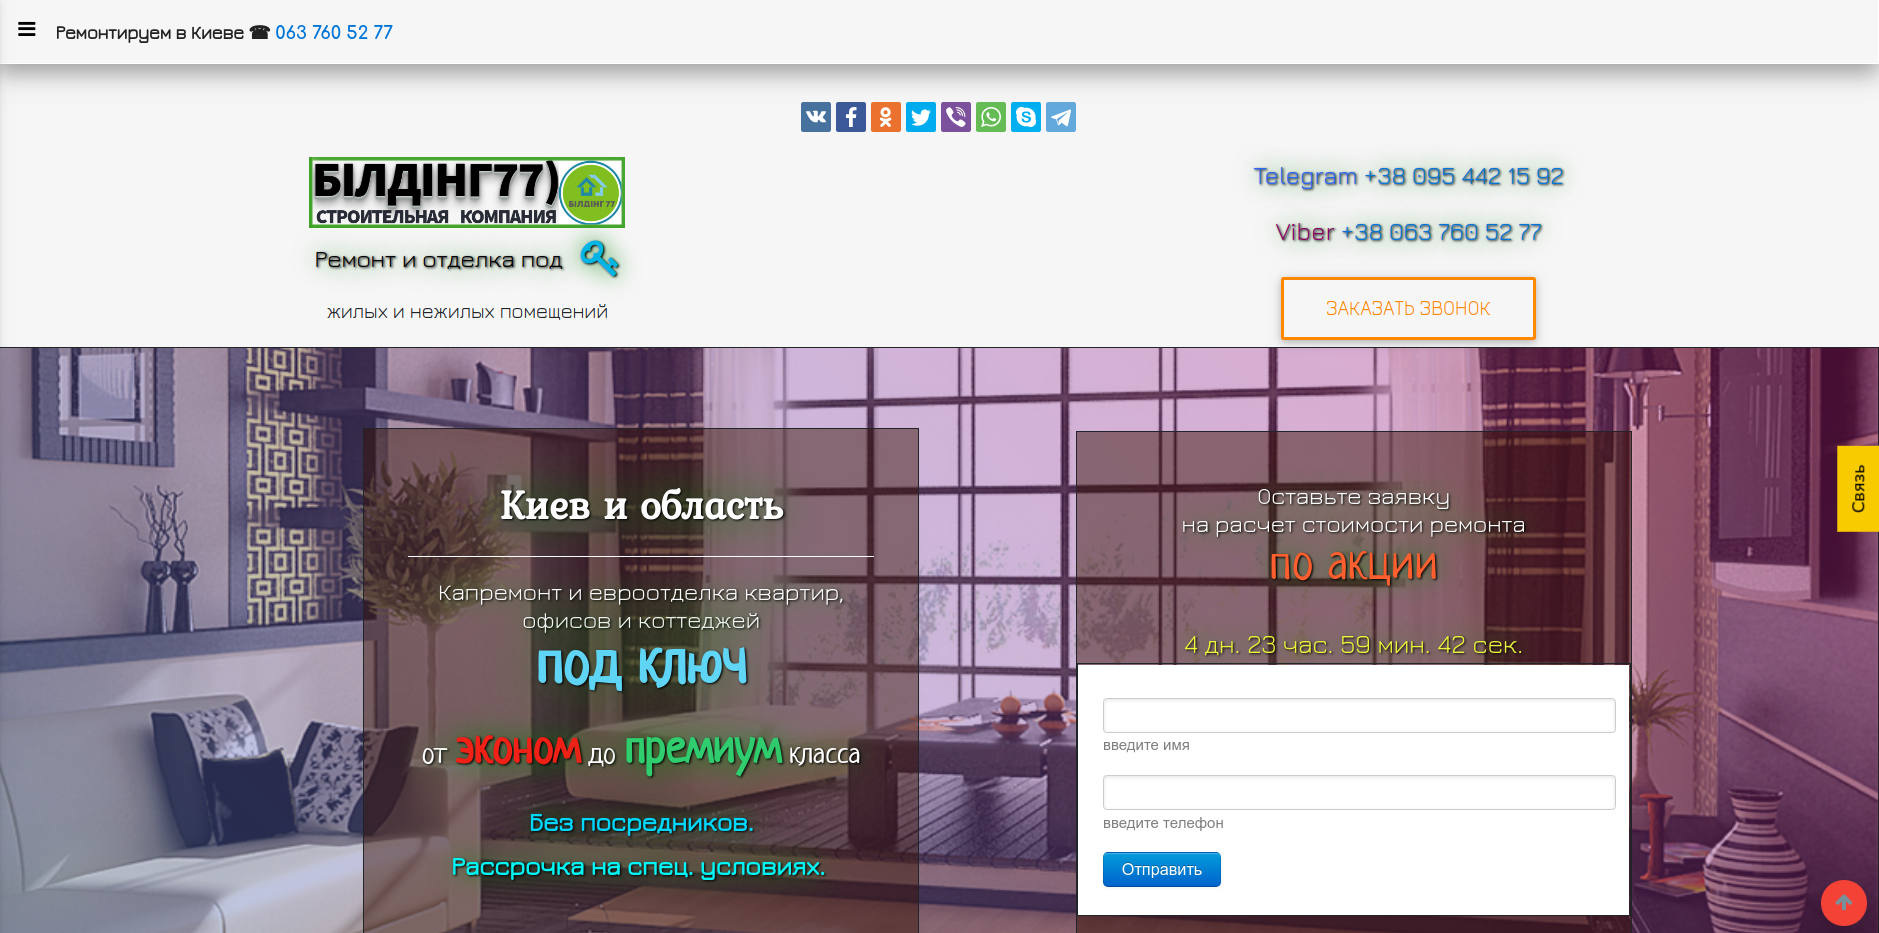 Ремонтируем в Киеве ☎ 063 760 52 77
БІЛДІНГ77)
СТРОИТЕЛЬНАЯ КОМПАНИЯ
БІЛДІНГ 77
Ремонт и отделка под
жилых и нежилых помещений
Telegram +38 095 442 15 92
Viber +38 063 760 52 77
ЗАКАЗАТЬ ЗВОНОК
Киев и область
Капремонт и евроотделка квартир,
офисов и коттеджей
под ключ
от эконом до премиум класса
Без посредников.
Рассрочка на спец. условиях.
Оставьте заявку
на расчет стоимости ремонта
по акции
4 дн. 23 час. 59 мин. 42 сек.
введите имя
введите телефон
Отправить
Связь